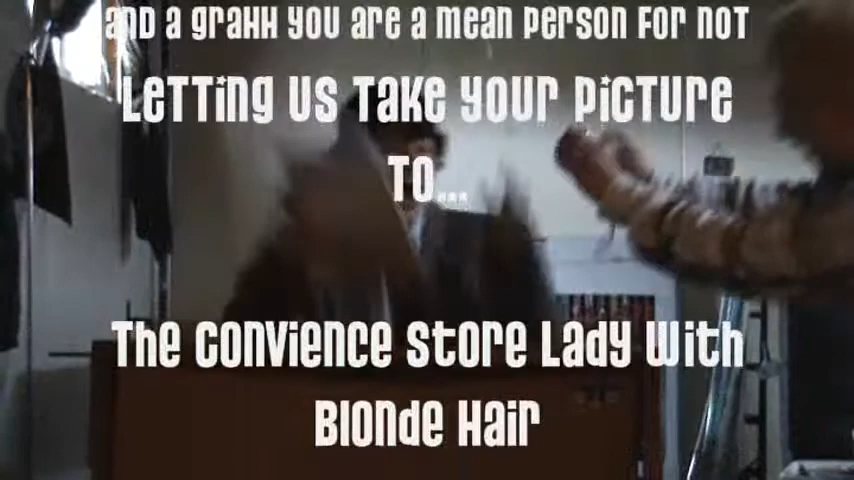 and a grahh you are a mean person for not
Letting us take your picture
to...
The Convience Store Lady With
Blonde Hair